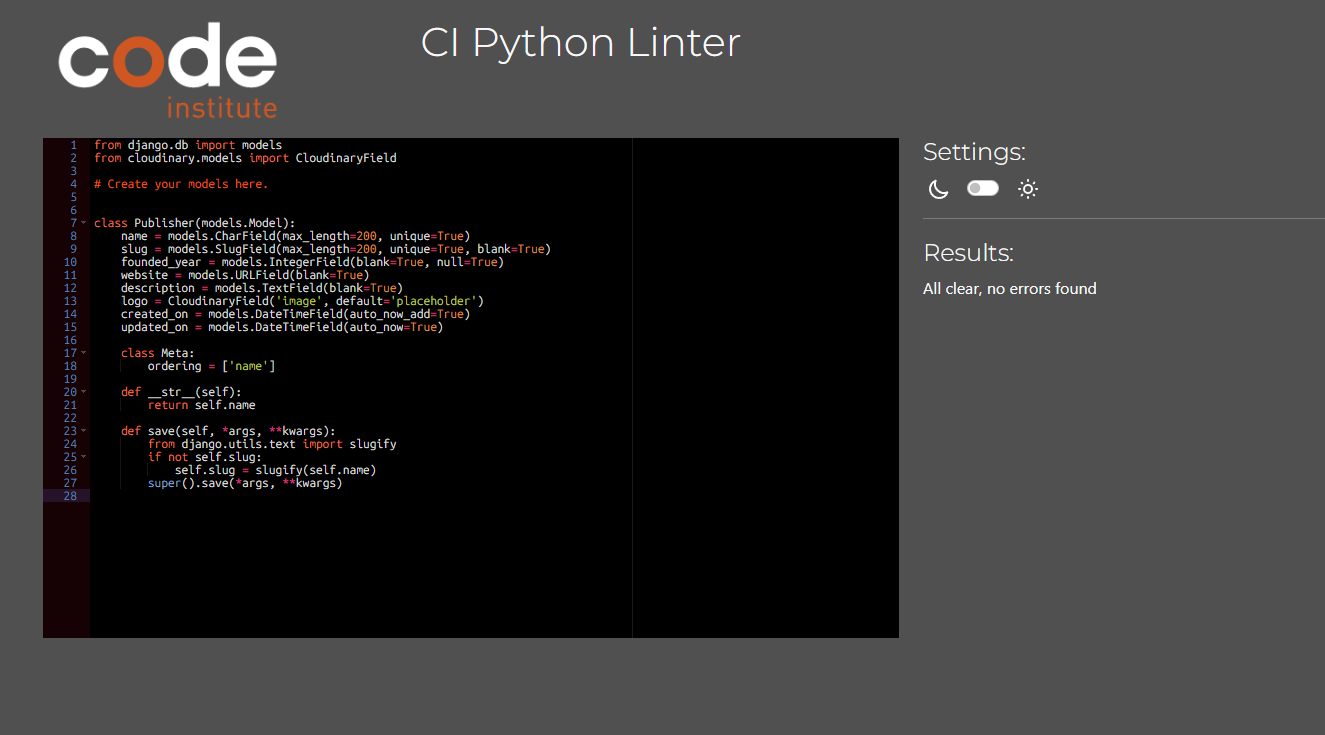 code
institute
CI Python Linter
1 from django.db import models
2 from cloudinary.models import CloudinaryField
3
4 # Create your models here.
5
6
7 class Publisher(models.Model):
8     name = models.CharField(max_length=200, unique=True)
9     slug = models.SlugField(max_length=200, unique=True, blank=True)
10     founded_year = models.IntegerField(blank=True, null=True)
11     website = models.URLField(blank=True)
12     description = models.TextField(blank=True)
13     logo = CloudinaryField('image', default='placeholder')
14     created_on = models.DateTimeField(auto_now_add=True)
15     updated_on = models.DateTimeField(auto_now=True)
16
17     class Meta:
18         ordering = ['name']
19
20     def __str__(self):
21         return self.name
22
23     def save(self, *args, **kwargs):
24         from django.utils.text import slugify
25         if not self.slug:
26             self.slug = slugify(self.name)
27         super().save(*args, **kwargs)
28
Settings:
Results:
All clear, no errors found